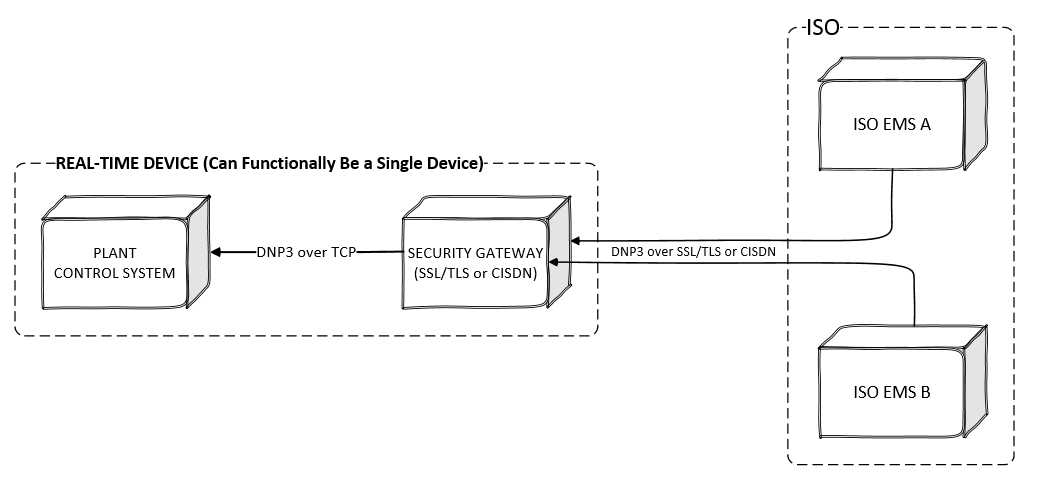 ISO
ISO EMS A
REAL-TIME DEVICE (Can Functionally Be a Single Device)
PLANT
CONTROL SYSTEM
DNP3 over TCP
SECURITY GATEWAY
(SSL/TLS or CISDN)
DNP3 over SSL/TLS or CISDN
ISO EMS B